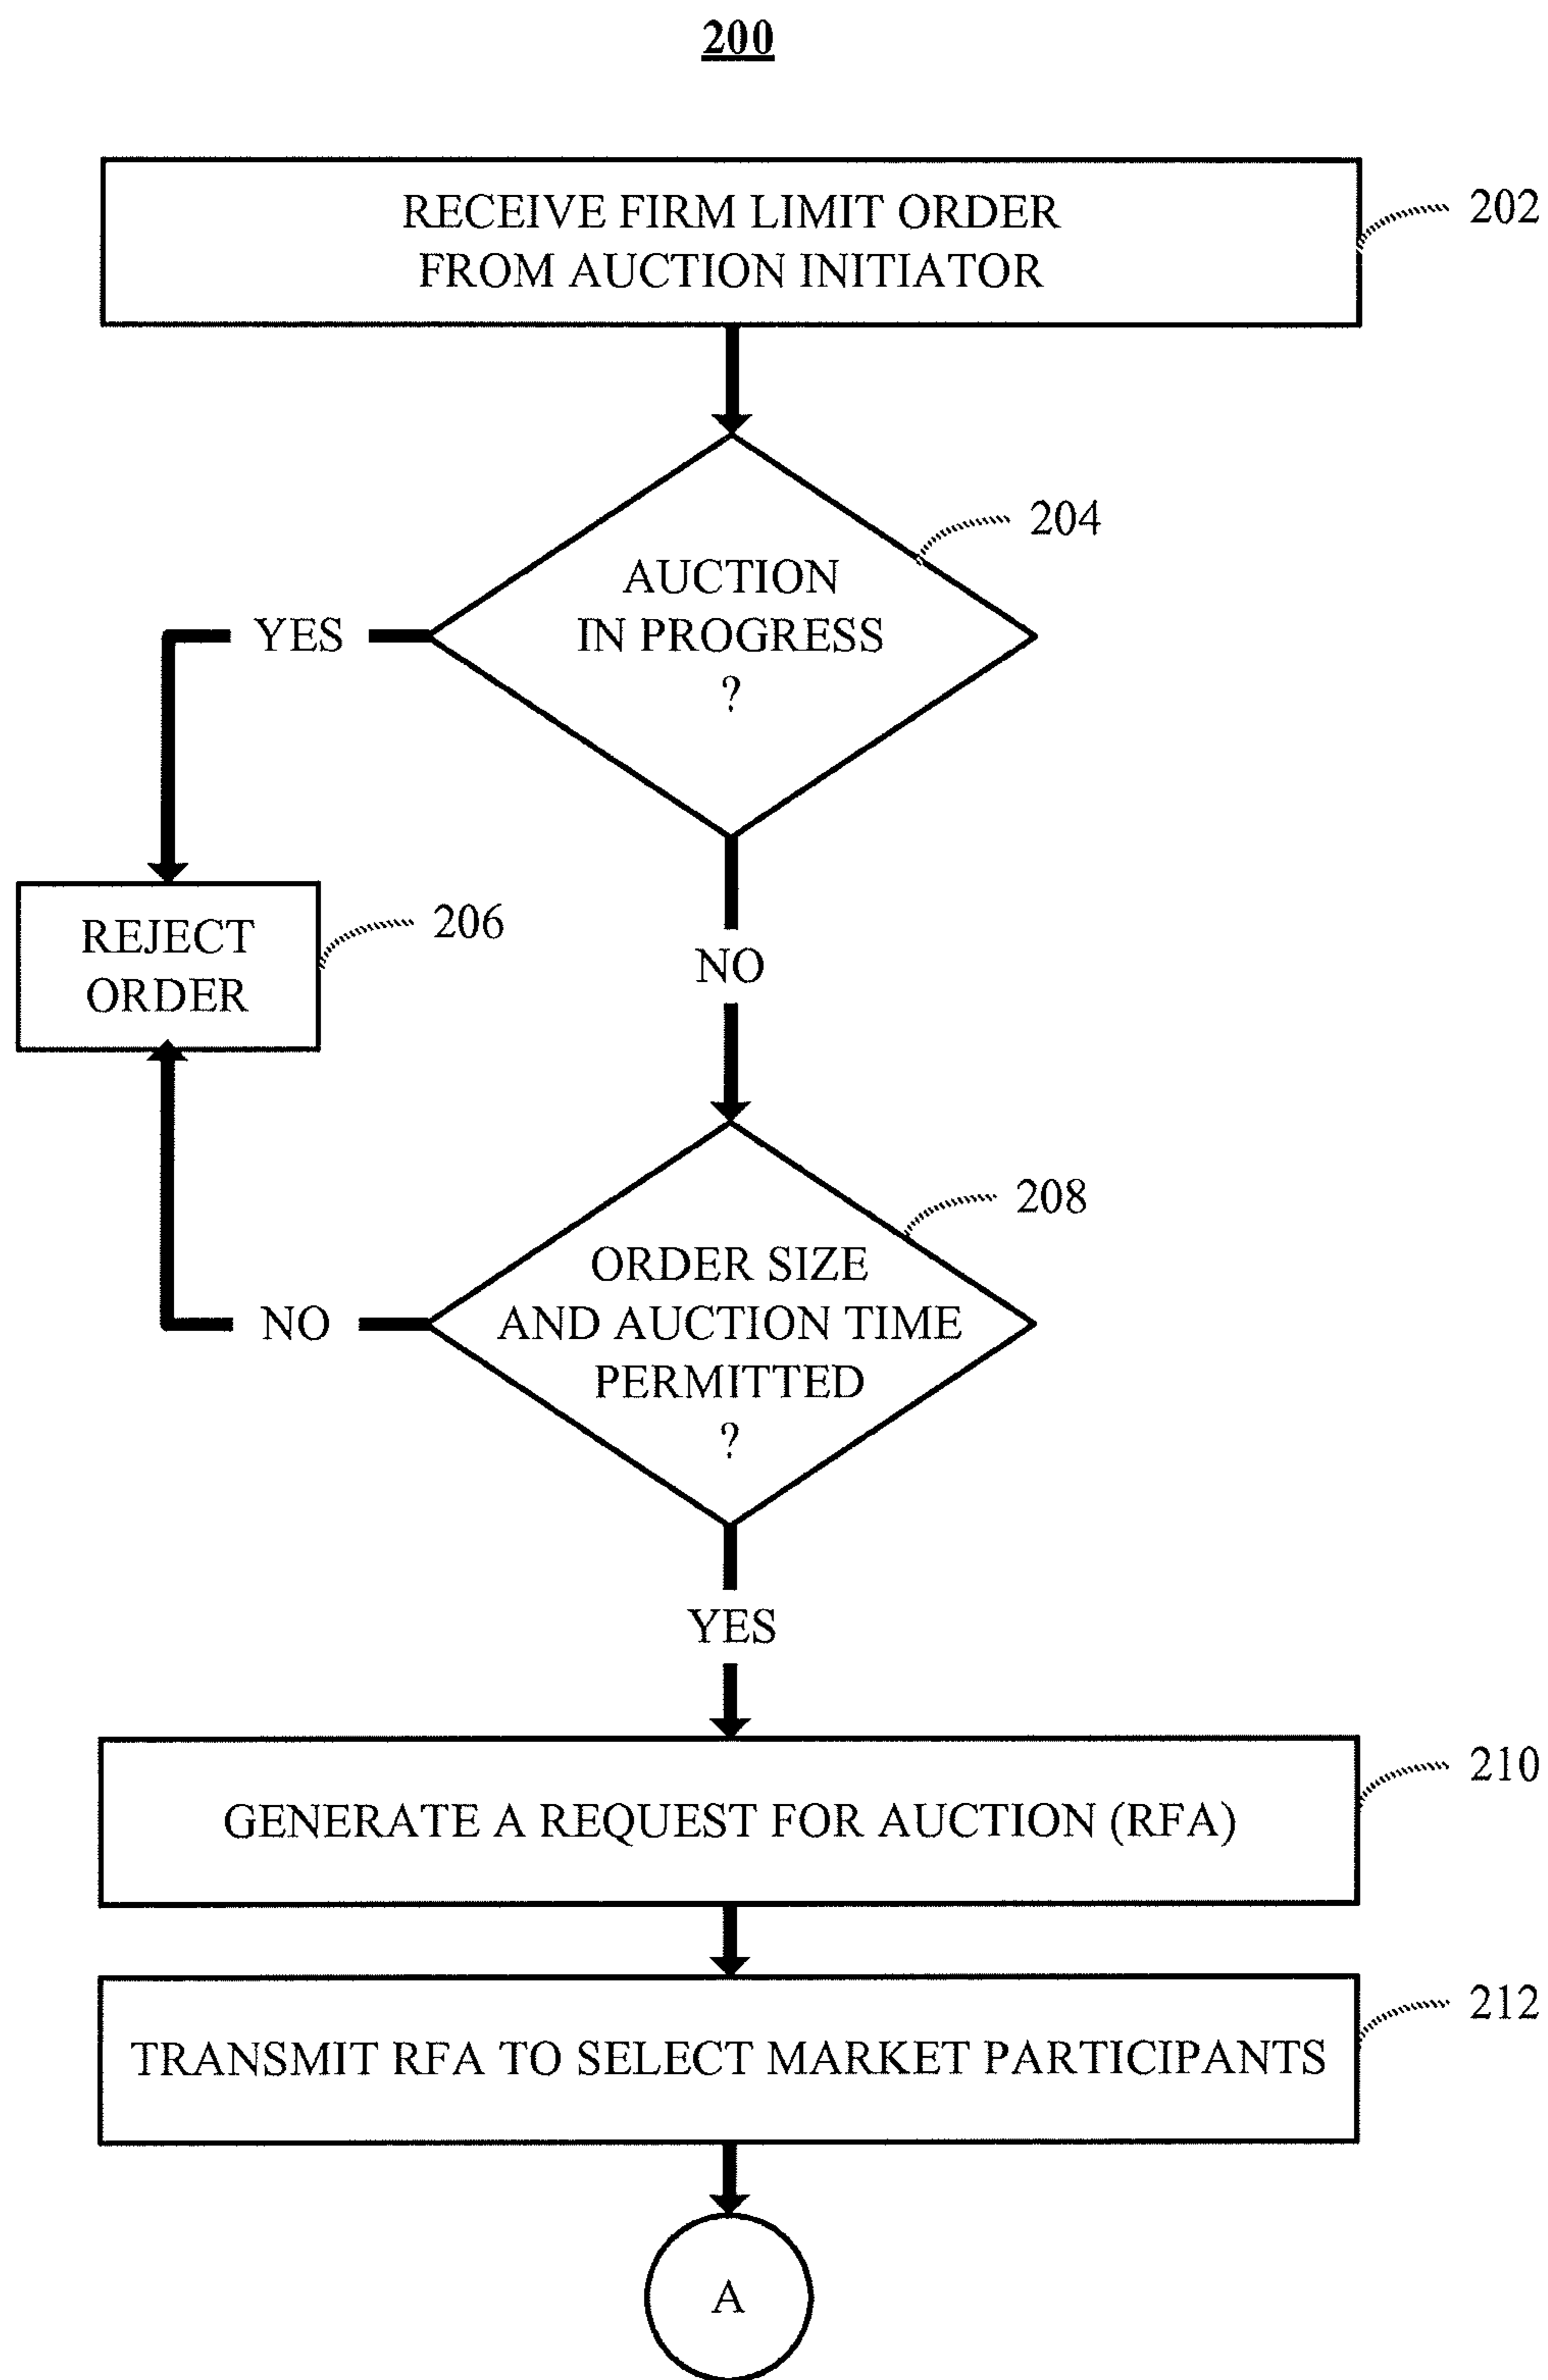 200
RECEIVE FIRM LIMIT ORDER
FROM AUCTION INITIATOR
202
204
AUCTION
IN PROGRESS
?
YES
REJECT
ORDER
206
NO
208
ORDER SIZE
AND AUCTION TIME
PERMITTED
?
NO
YES
GENERATE A REQUEST FOR AUCTION (RFA)
210
TRANSMIT RFA TO SELECT MARKET PARTICIPANTS
212
A